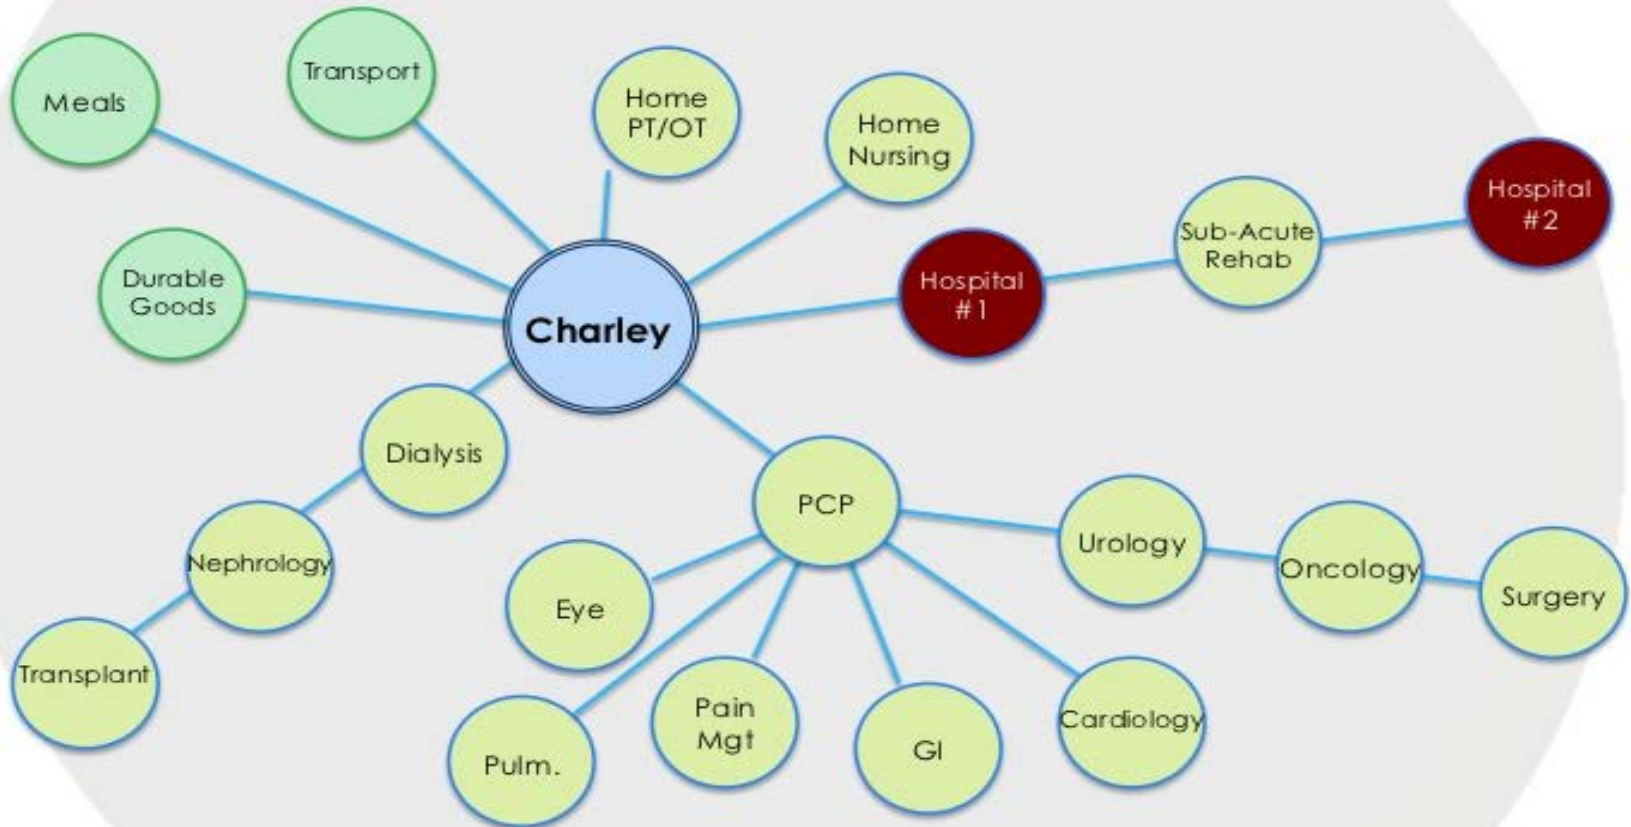 Meals
Transport
Home
PT/OT
Home
Nursing
Hospital
#2
Sub-Acute
Rehab
Hospital
#1
Durable
Goods
Charley
Dialysis
PCP
Nephrology
Urology
Oncology
Surgery
Eye
Transplant
Pain
Mgt
Cardiology
GI
Pulm.